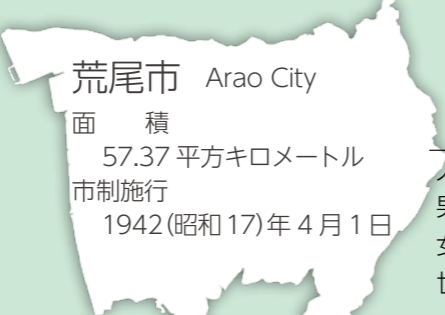 荒尾市 Arao City
面 積
57.37 平方キロメートル
市制施行
1942(昭和 17)年 4 月 1 日